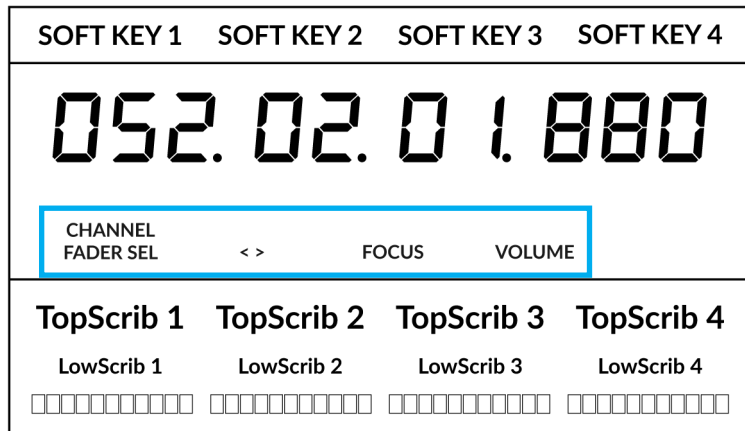 SOFT KEY 1 SOFT KEY 2 SOFT KEY 3 SOFT KEY 4
052.02.01.880
CHANNEL
FADER SEL < > FOCUS VOLUME
TopScrib 1 TopScrib 2 TopScrib 3 TopScrib 4
LowScrib 1 LowScrib 2 LowScrib 3 LowScrib 4